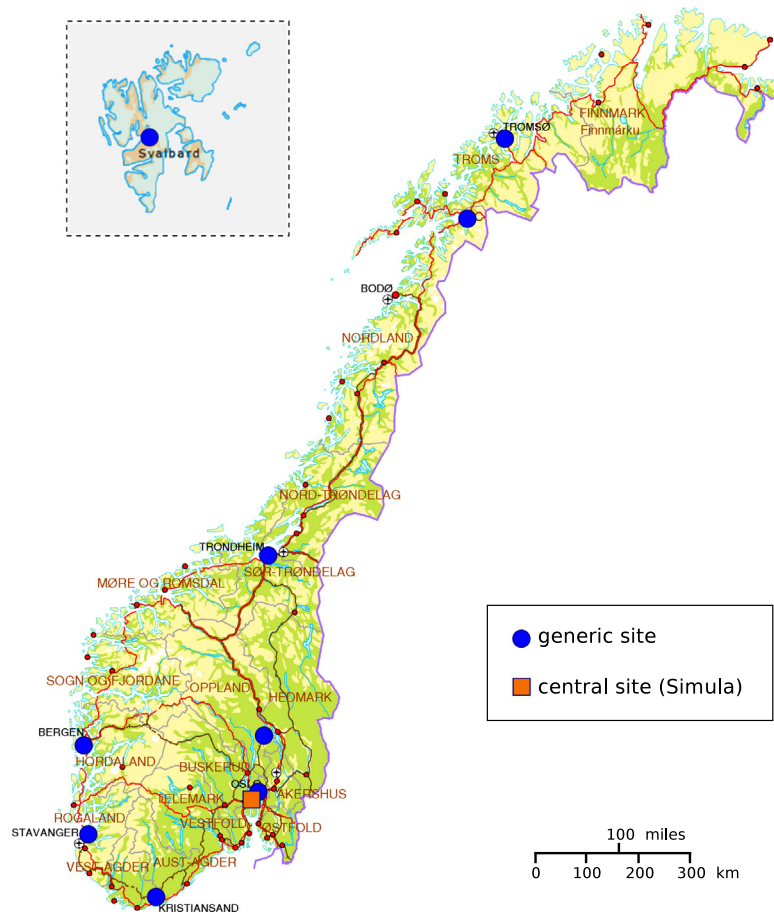 Svalbard
FINNMARK
Finnmárku
TROMSØ
TROMS
BODØ
NORDLAND
NORD-TRØNDELAG
TRONDHEIM
SØR-TRØNDELAG
MØRE OG ROMSDAL
SOGN OG FJORDANE
OPPLAND
HEDMARK
BERGEN
HORDALAND
BUSKERUD
OSLO
AKERSHUS
TELEMARK
ROGALAND
VESTFOLD
ØSTFOLD
STAVANGER
VEST-AGDER
AUST-AGDER
KRISTIANSAND
generic site
central site (Simula)
100 miles
0 100 200 300 km